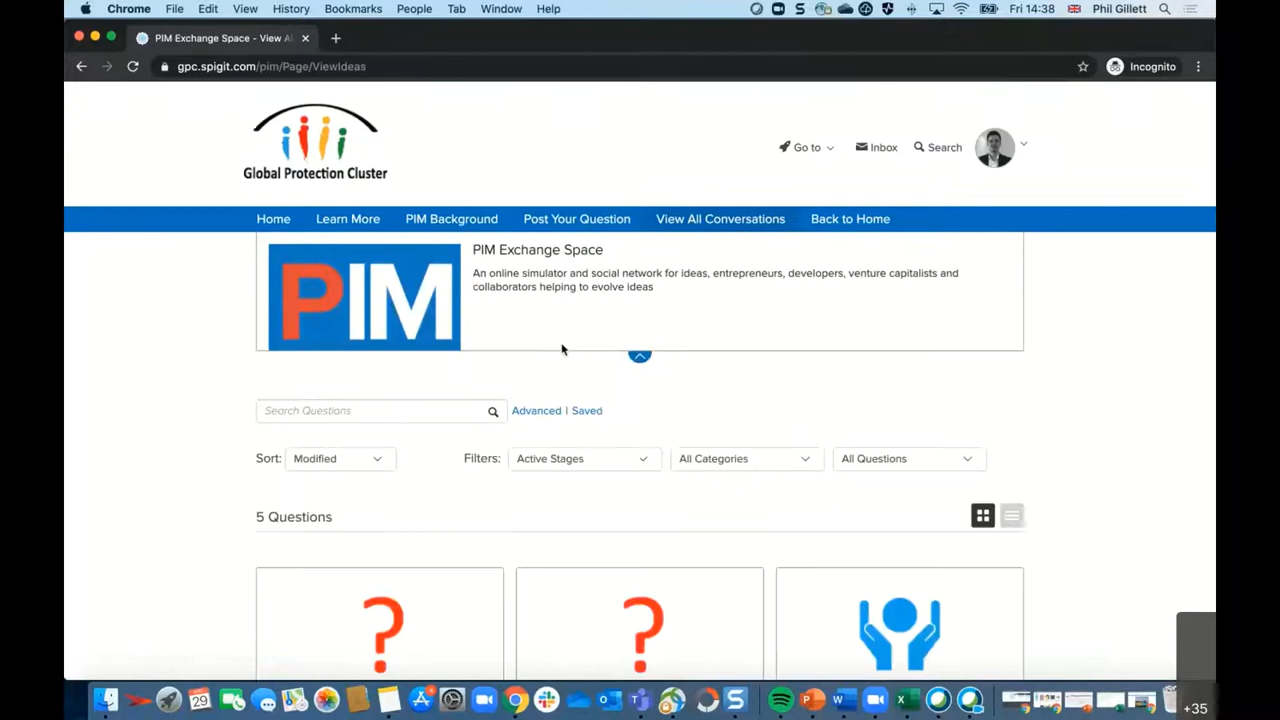 Chrome File Edit View History Bookmarks People Tab Window Help Fri 14:38 Phil Gillett
PIM Exchange Space - View A
gpc.spigit.com/pim/Page/ViewIdeas Incognito
Global Protection Cluster
Go to Inbox Search
Home Learn More PIM Background Post Your Question View All Conversations Back to Home
PIM
PIM Exchange Space
An online simulator and social network for ideas, entrepreneurs, developers, venture capitalists and
collaborators helping to evolve ideas
Search Questions Advanced | Saved
Sort: Modified Filters: Active Stages All Categories All Questions
5 Questions
? ?
29
+35